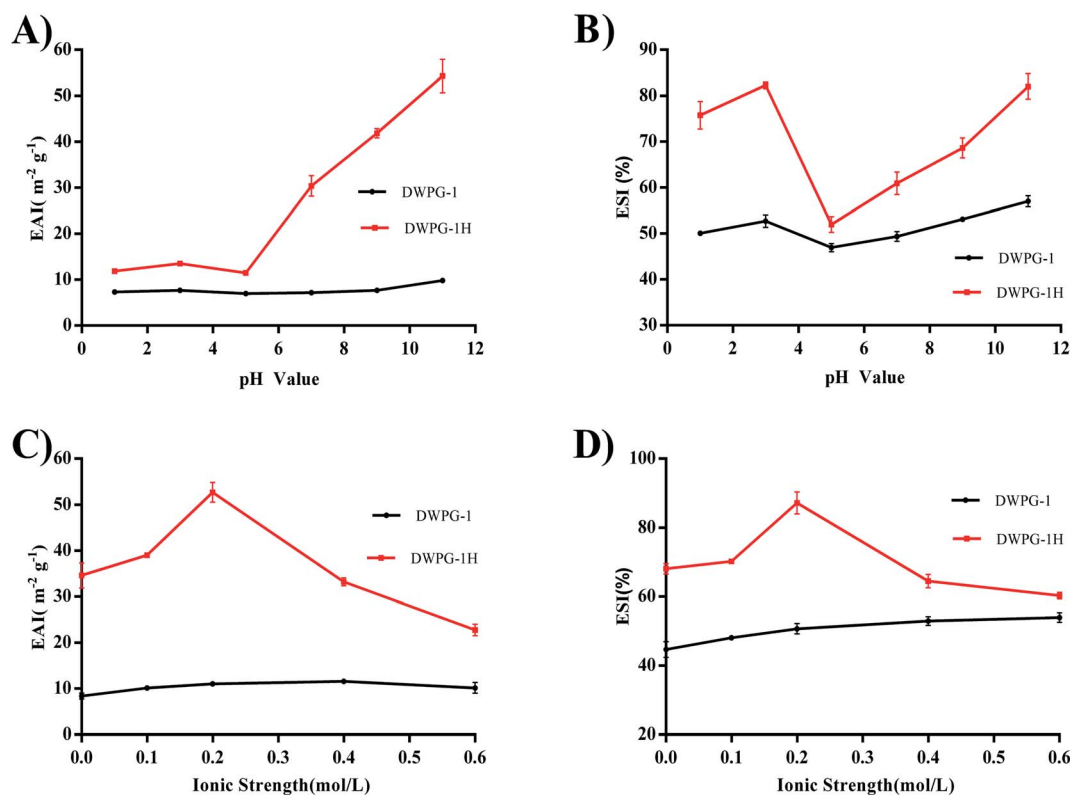 A)
60
50
40
30
20
10
0
EAI( m⁻² g⁻¹)
DWPG-1
DWPG-1H
0 2 4 6 8 10 12
pH Value
B)
90
80
70
60
50
40
30
ESI (%)
DWPG-1
DWPG-1H
0 2 4 6 8 10 12
pH Value
C)
60
50
40
30
20
10
0
EAI( m⁻² g⁻¹)
DWPG-1
DWPG-1H
0.0 0.1 0.2 0.3 0.4 0.5 0.6
Ionic Strength(mol/L)
D)
100
80
60
40
20
ESI(%)
DWPG-1
DWPG-1H
0.0 0.1 0.2 0.3 0.4 0.5 0.6
Ionic Strength(mol/L)